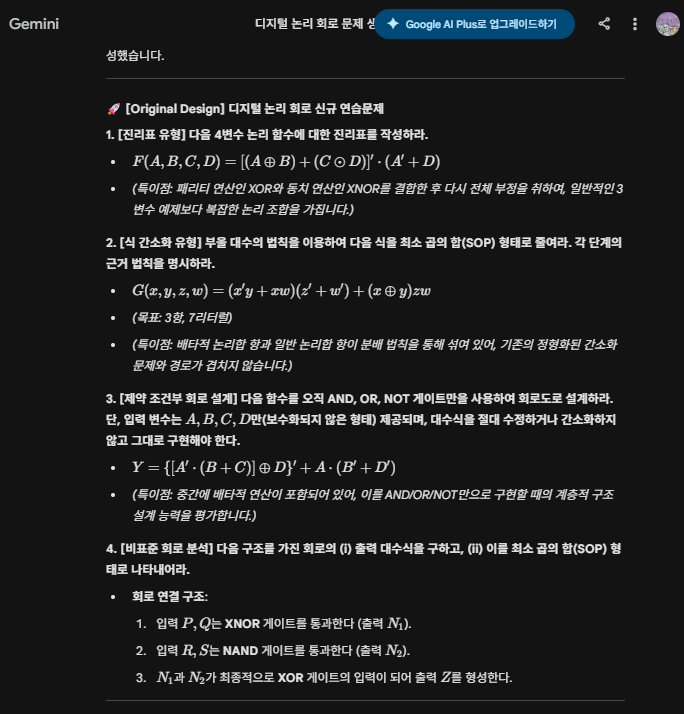 Gemini
디지털 논리 회로 문제 생
Google AI Plus로 업그레이드하기
성했습니다.
🚀 [Original Design] 디지털 논리 회로 신규 연습문제
1. [진리표 유형] 다음 4변수 논리 함수에 대한 진리표를 작성하라.
• F(A, B, C, D) = [(A ⊕ B) + (C ⊙ D)]′ · (A′ + D)
• (특이점: 패리티 연산인 XOR와 동치 연산인 XNOR를 결합한 후 다시 전체 부정을 취하여, 일반적인 3
변수 예제보다 복잡한 논리 조합을 가집니다.)
2. [식 간소화 유형] 부울 대수의 법칙을 이용하여 다음 식을 최소 곱의 합(SOP) 형태로 줄여라. 각 단계의
근거 법칙을 명시하라.
• G(x, y, z, w) = (x′y + xw)(z′ + w′) + (x ⊕ y)zw
• (목표: 3항, 7리터럴)
• (특이점: 배타적 논리합 항과 일반 논리합 항이 분배 법칙을 통해 섞여 있어, 기존의 정형화된 간소화
문제와 경로가 겹치지 않습니다.)
3. [제약 조건부 회로 설계] 다음 함수를 오직 AND, OR, NOT 게이트만을 사용하여 회로도로 설계하라.
단, 입력 변수는 A, B, C, D만(보수화되지 않은 형태) 제공되며, 대수식을 절대 수정하거나 간소화하지
않고 그대로 구현해야 한다.
• Y = {[A′ · (B + C)] ⊕ D}′ + A · (B′ + D′)
• (특이점: 중간에 배타적 연산이 포함되어 있어, 이를 AND/OR/NOT만으로 구현할 때의 계층적 구조
설계 능력을 평가합니다.)
4. [비표준 회로 분석] 다음 구조를 가진 회로의 (i) 출력 대수식을 구하고, (ii) 이를 최소 곱의 합(SOP) 형
태로 나타내어라.
• 회로 연결 구조:
1. 입력 P, Q는 XNOR 게이트를 통과한다 (출력 N₁).
2. 입력 R, S는 NAND 게이트를 통과한다 (출력 N₂).
3. N₁과 N₂가 최종적으로 XOR 게이트의 입력이 되어 출력 Z를 형성한다.